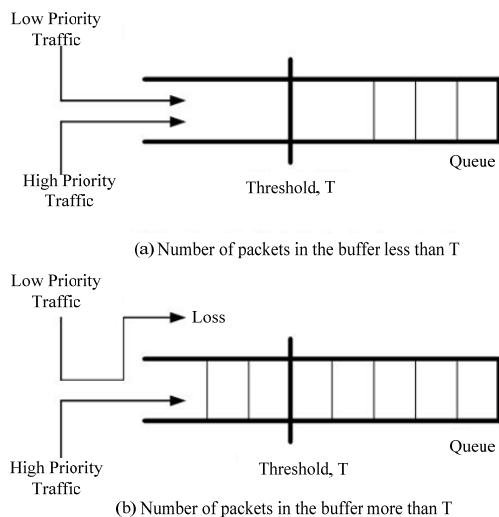 Low Priority
Traffic
High Priority
Traffic
Queue
Threshold, T
(a) Number of packets in the buffer less than T
Low Priority
Traffic
Loss
High Priority
Traffic
Queue
Threshold, T
(b) Number of packets in the buffer more than T